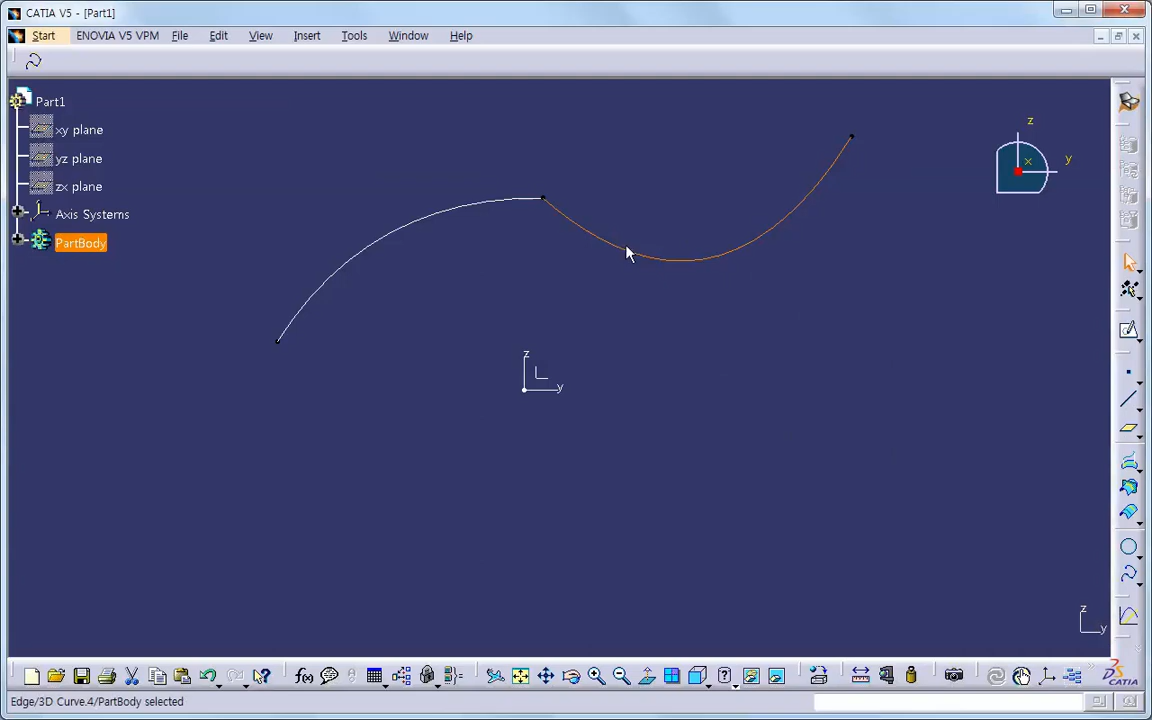 CATIA V5 - [Part1]
Start ENOVIA V5 VPM File Edit View Insert Tools Window Help
Part1
xy plane
yz plane
zx plane
Axis Systems
PartBody
z
y
x
z
y
z
y
f(x)
CATIA
Edge/3D Curve.4/PartBody selected